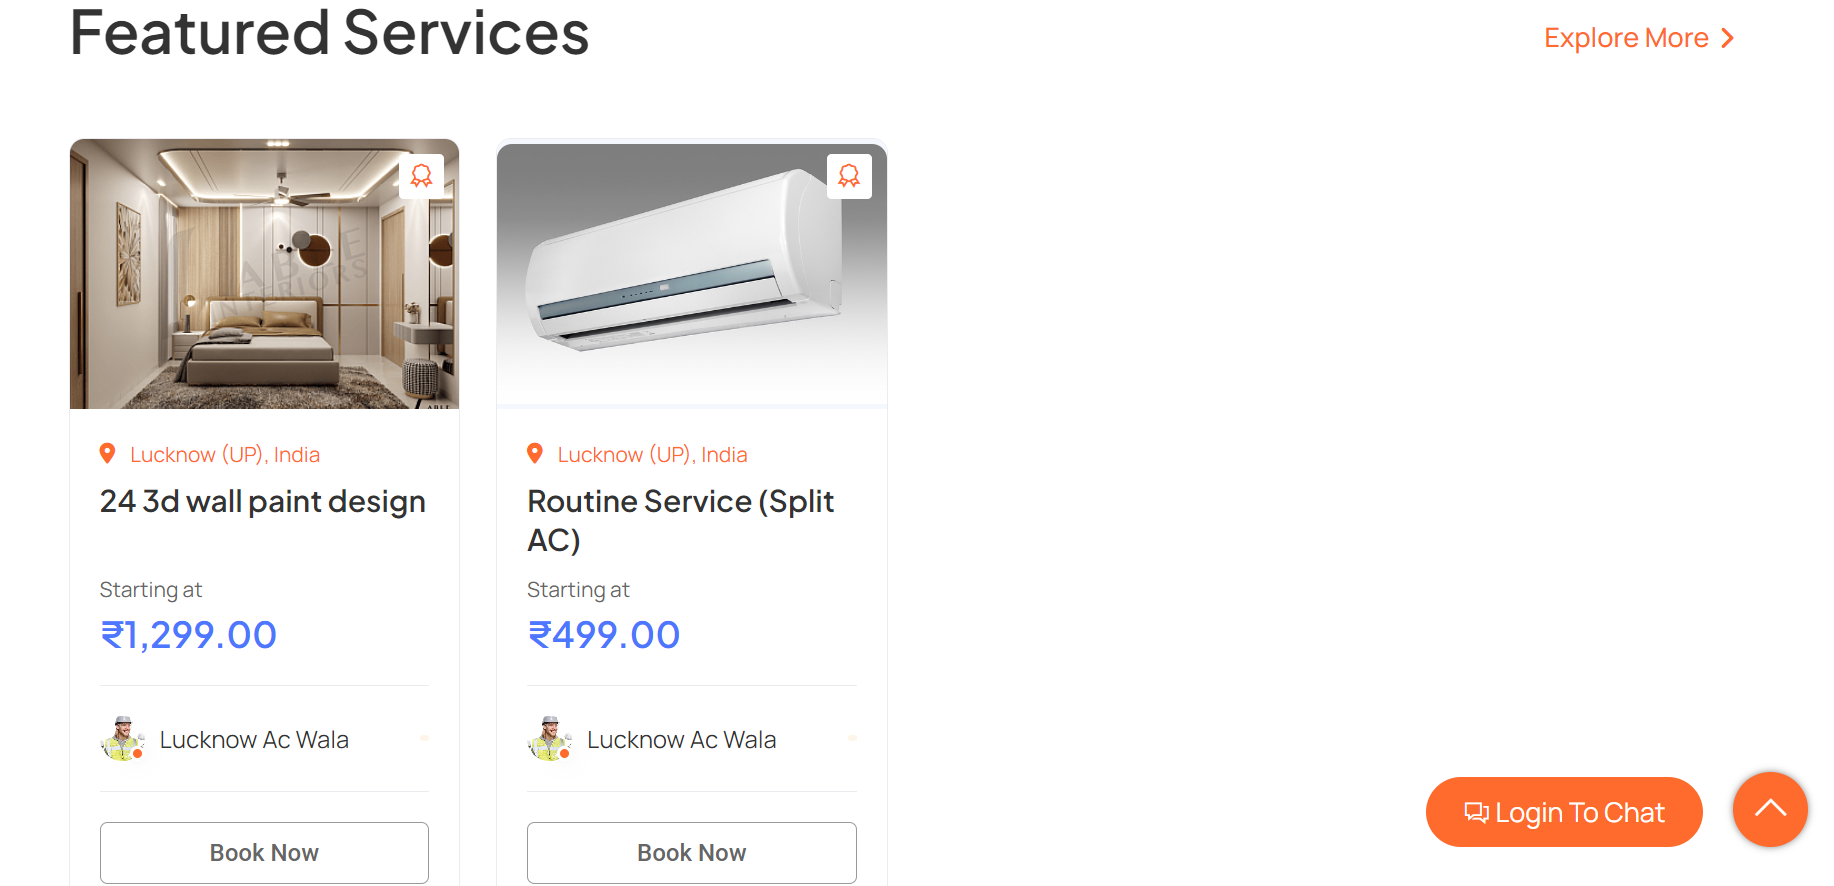 Featured Services
Explore More
ABLE
INTERIORS
Lucknow (UP), India
24 3d wall paint design
Starting at
₹1,299.00
Lucknow Ac Wala
Book Now
Lucknow (UP), India
Routine Service (Split
AC)
Starting at
₹499.00
Lucknow Ac Wala
Book Now
Login To Chat